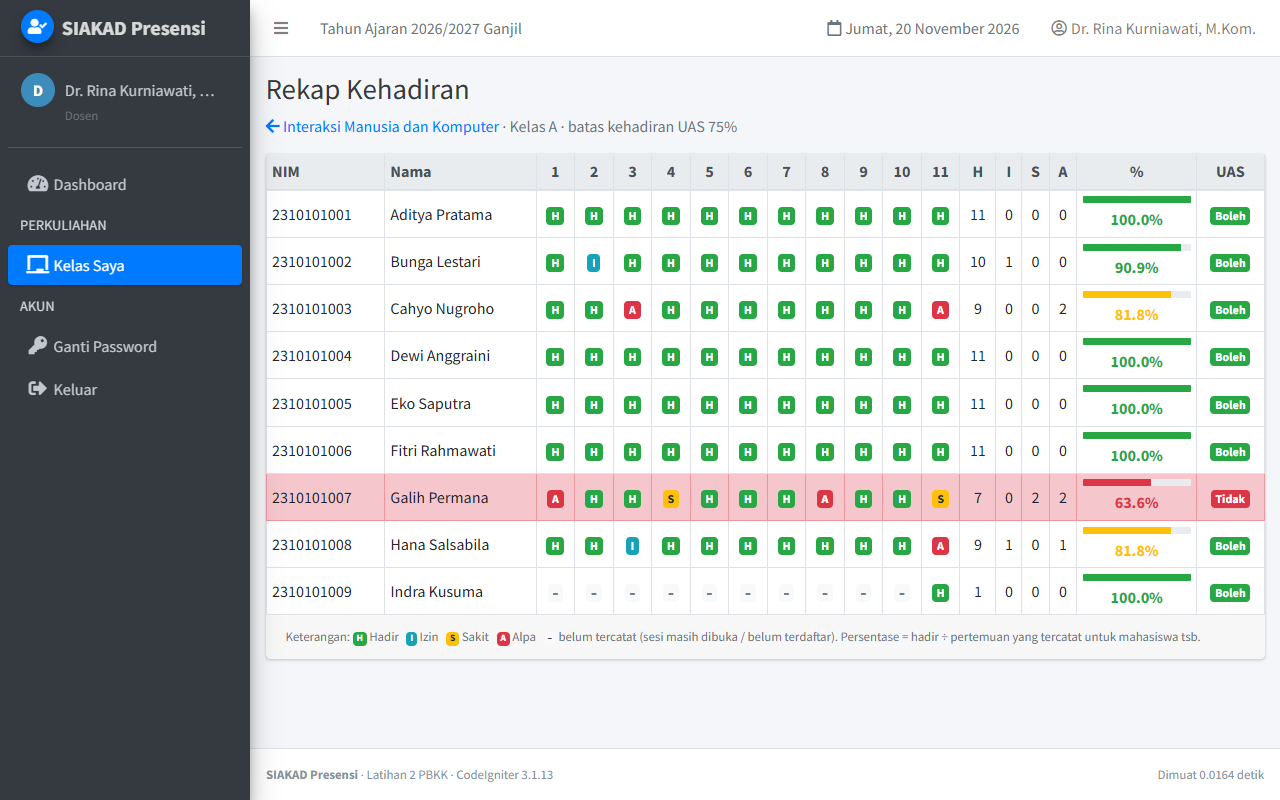 SIAKAD Presensi
Tahun Ajaran 2026/2027 Ganjil
Jumat, 20 November 2026
Dr. Rina Kurniawati, M.Kom.
D
Dr. Rina Kurniawati, ...
Dosen
Dashboard
PERKULIAHAN
Kelas Saya
AKUN
Ganti Password
Keluar
Rekap Kehadiran
Interaksi Manusia dan Komputer · Kelas A · batas kehadiran UAS 75%
NIM Nama 1 2 3 4 5 6 7 8 9 10 11 H I S A % UAS
2310101001 Aditya Pratama H H H H H H H H H H H 11 0 0 0 100.0% Boleh
2310101002 Bunga Lestari H I H H H H H H H H H 10 1 0 0 90.9% Boleh
2310101003 Cahyo Nugroho H H A H H H H H H H A 9 0 0 2 81.8% Boleh
2310101004 Dewi Anggraini H H H H H H H H H H H 11 0 0 0 100.0% Boleh
2310101005 Eko Saputra H H H H H H H H H H H 11 0 0 0 100.0% Boleh
2310101006 Fitri Rahmawati H H H H H H H H H H H 11 0 0 0 100.0% Boleh
2310101007 Galih Permana A H H S H H H A H H S 7 0 2 2 63.6% Tidak
2310101008 Hana Salsabila H H I H H H H H H H A 9 1 0 1 81.8% Boleh
2310101009 Indra Kusuma - - - - - - - - - - H 1 0 0 0 100.0% Boleh
Keterangan: H Hadir I Izin S Sakit A Alpa - belum tercatat (sesi masih dibuka / belum terdaftar). Persentase = hadir ÷ pertemuan yang tercatat untuk mahasiswa tsb.
SIAKAD Presensi · Latihan 2 PBKK · CodeIgniter 3.1.13
Dimuat 0.0164 detik